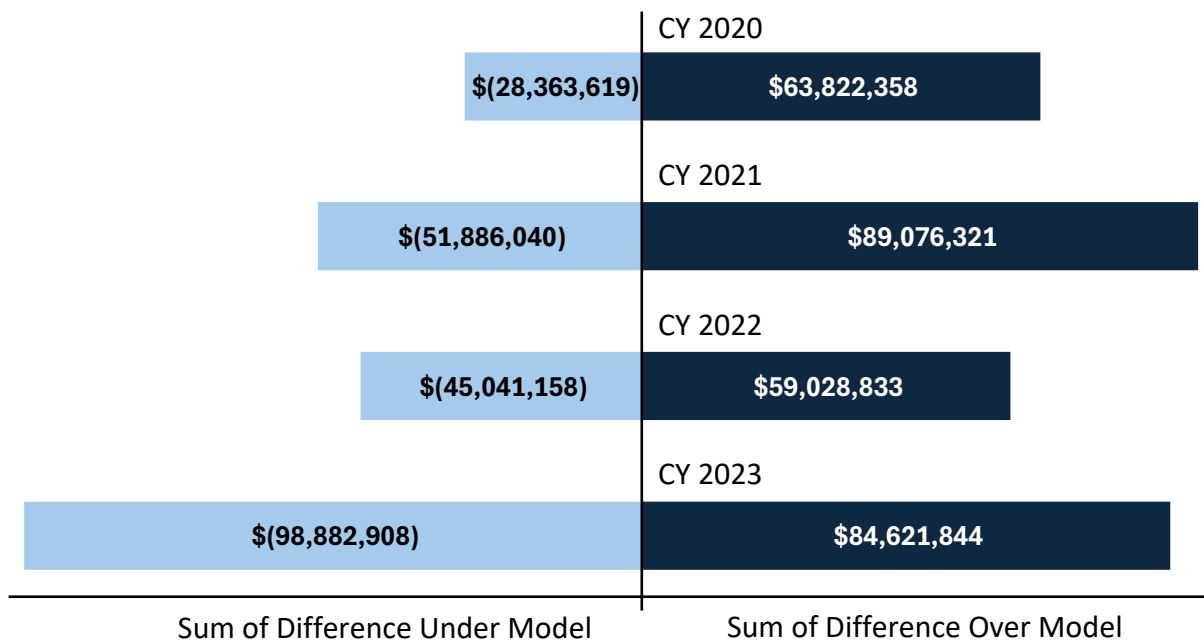 CY 2020
$(28,363,619)
$63,822,358
CY 2021
$(51,886,040)
$89,076,321
CY 2022
$(45,041,158)
$59,028,833
CY 2023
$(98,882,908)
$84,621,844
Sum of Difference Under Model
Sum of Difference Over Model